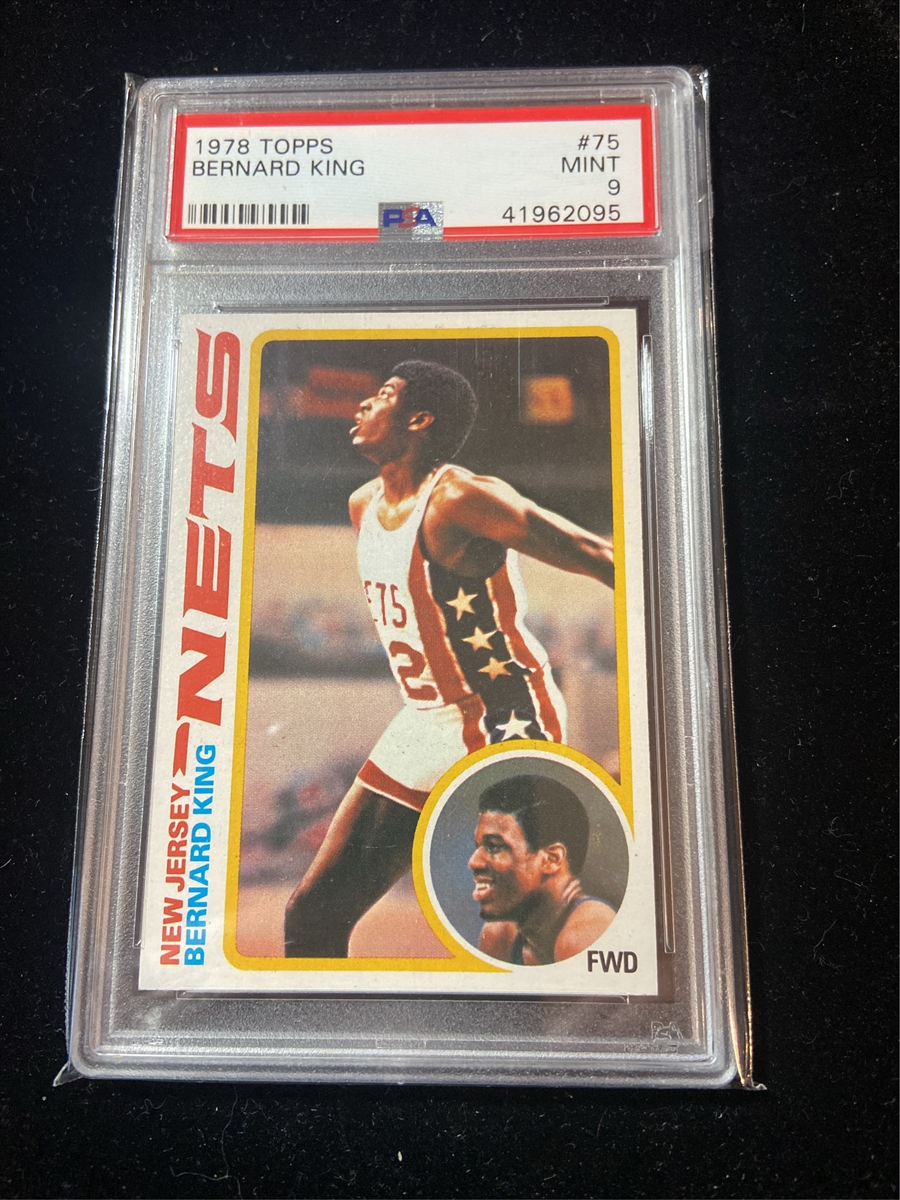 1978 TOPPS
BERNARD KING
#75
MINT
9
41962095
PSA
NEW JERSEY NETS
BERNARD KING
ETS
2
FWD